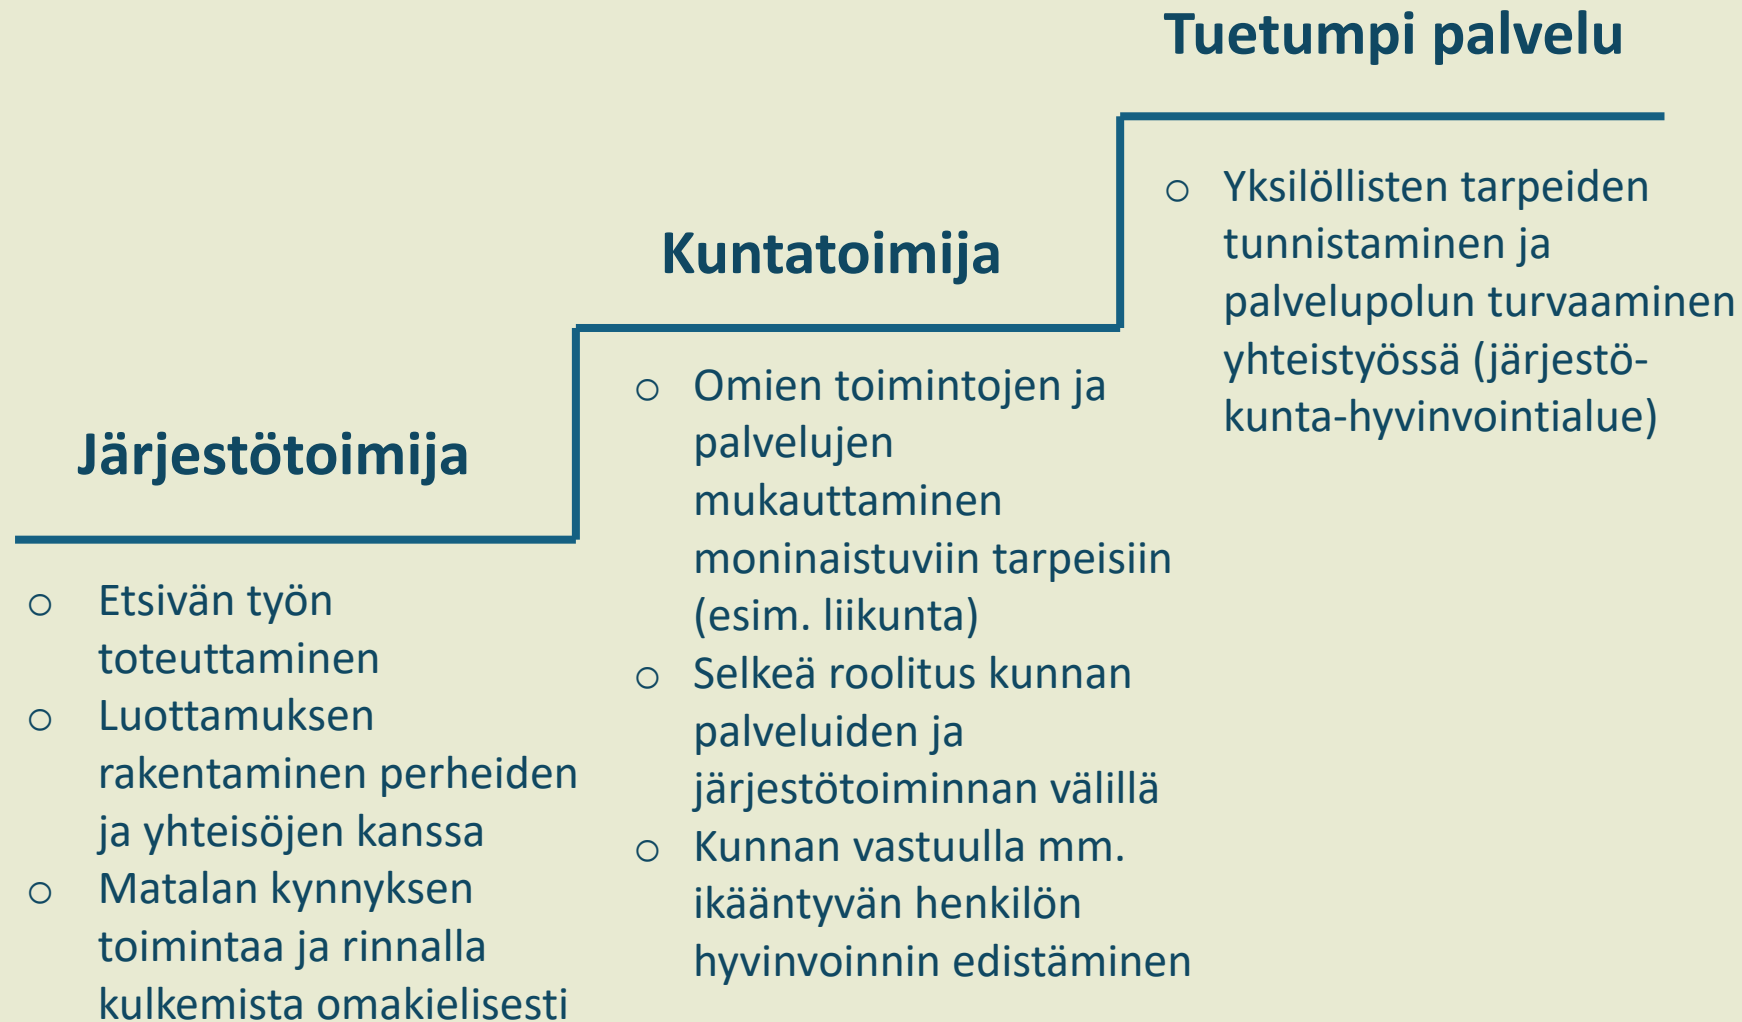 Tuetumpi palvelu
○ Yksilöllisten tarpeiden
tunnistaminen ja
palvelupolun turvaaminen
yhteistyössä (järjestö-
kunta-hyvinvointialue)
Kuntatoimija
○ Omien toimintojen ja
palvelujen
mukauttaminen
moninaistuviin tarpeisiin
(esim. liikunta)
○ Selkeä roolitus kunnan
palveluiden ja
järjestötoiminnan välillä
○ Kunnan vastuulla mm.
ikääntyvän henkilön
hyvinvoinnin edistäminen
Järjestötoimija
○ Etsivän työn
toteuttaminen
○ Luottamuksen
rakentaminen perheiden
ja yhteisöjen kanssa
○ Matalan kynnyksen
toimintaa ja rinnalla
kulkemista omakielisesti